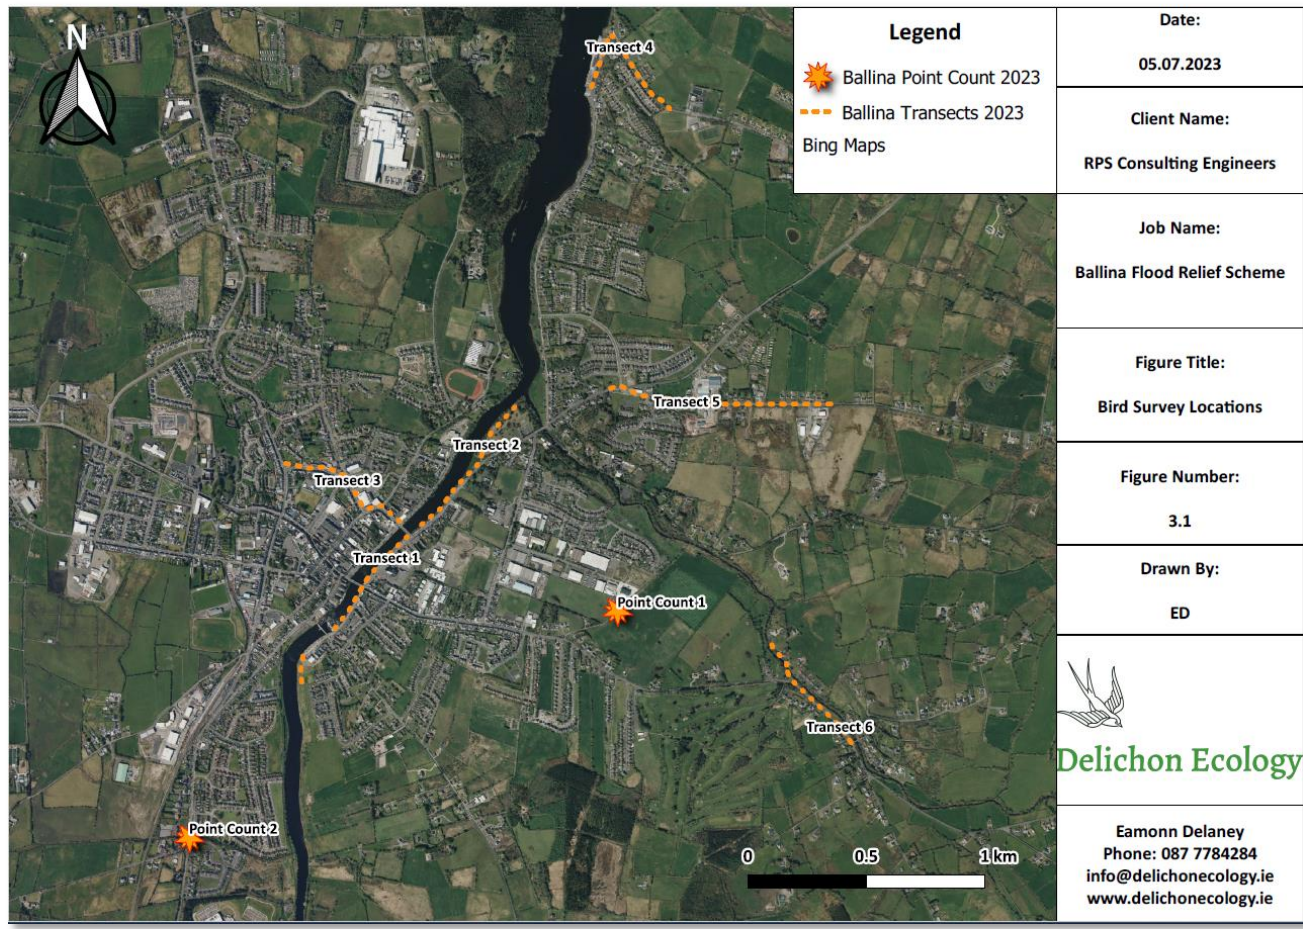 N
Transect 4
Legend
Ballina Point Count 2023
Ballina Transects 2023
Bing Maps
Transect 5
Transect 2
Transect 3
Transect 1
Point Count 1
Transect 6
Point Count 2
0 0.5 1 km
Date:
05.07.2023
Client Name:
RPS Consulting Engineers
Job Name:
Ballina Flood Relief Scheme
Figure Title:
Bird Survey Locations
Figure Number:
3.1
Drawn By:
ED
Delichon Ecology
Eamonn Delaney
Phone: 087 7784284
info@delichonecology.ie
www.delichonecology.ie